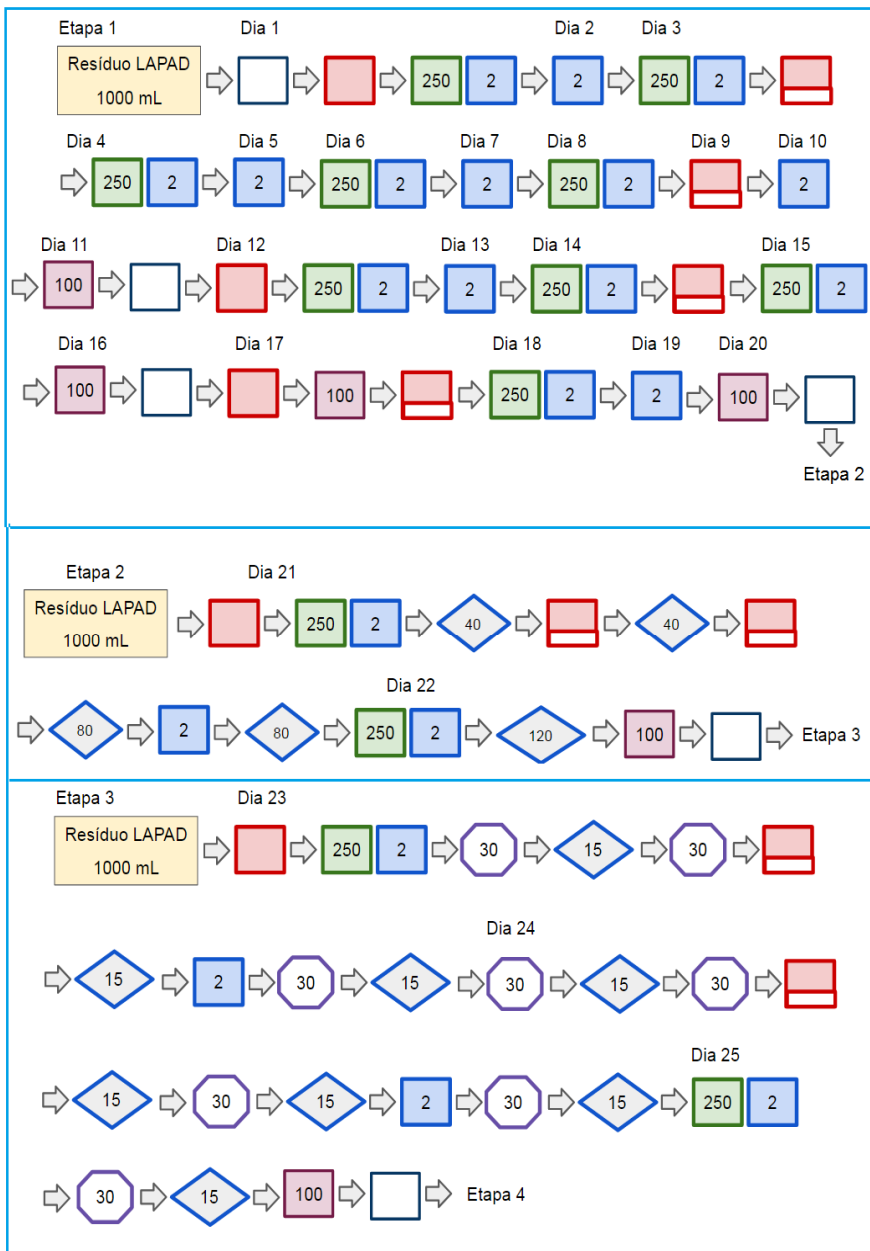 Etapa 1 Dia 1 Dia 2 Dia 3
Resíduo LAPAD
1000 mL
250 2 2 250 2
Dia 4 Dia 5 Dia 6 Dia 7 Dia 8 Dia 9 Dia 10
250 2 2 250 2 2 250 2 2
Dia 11 Dia 12 Dia 13 Dia 14 Dia 15
100 250 2 2 250 2 250 2
Dia 16 Dia 17 Dia 18 Dia 19 Dia 20
100 100 250 2 2 100
Etapa 2
Etapa 2 Dia 21
Resíduo LAPAD
1000 mL
250 2 40 40
Dia 22
80 2 80 250 2 120 100 Etapa 3
Etapa 3 Dia 23
Resíduo LAPAD
1000 mL
250 2 30 15 30
Dia 24
15 2 30 15 30 15 30
Dia 25
15 30 15 2 30 15 250 2
30 15 100 Etapa 4